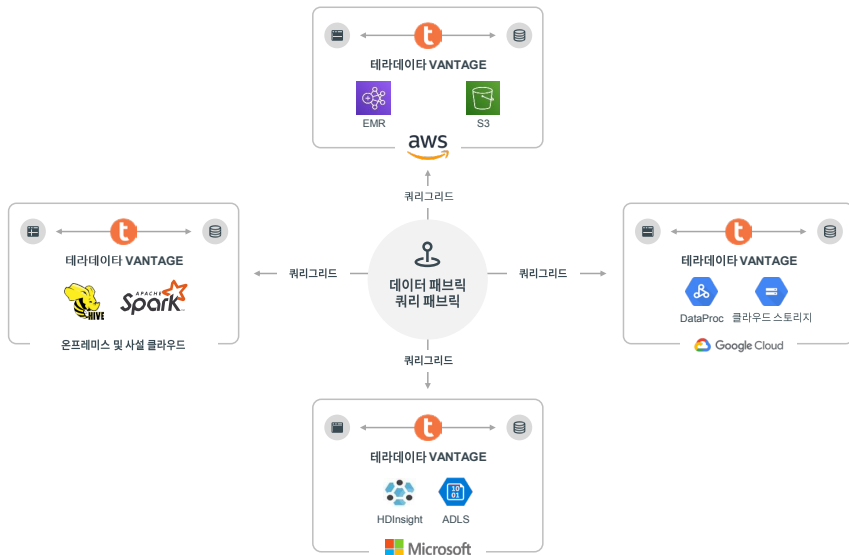 테라데이타 VANTAGE
EMR
S3
aws
쿼리그리드
테라데이타 VANTAGE
HIVE
APACHE
Spark
온프레미스 및 사설 클라우드
쿼리그리드
데이터 패브릭
쿼리 패브릭
쿼리그리드
테라데이타 VANTAGE
DataProc
클라우드 스토리지
Google Cloud
쿼리그리드
테라데이타 VANTAGE
HDInsight
10
01
ADLS
Microsoft